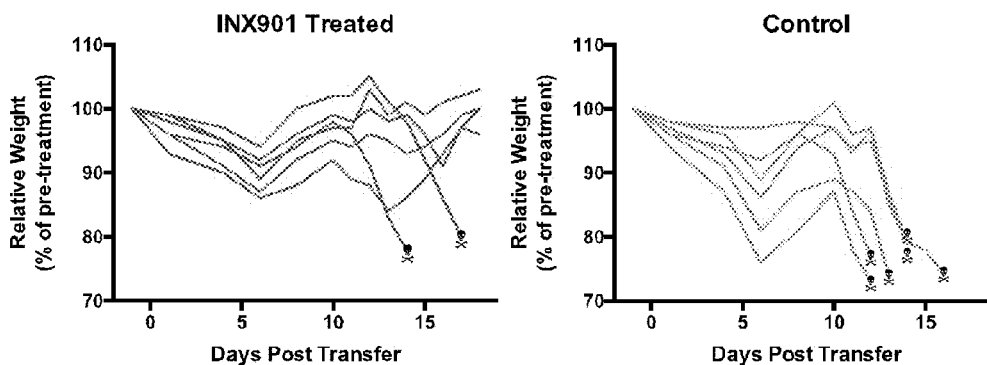 INX901 Treated
Control
Relative Weight
(% of pre-treatment)
110
100
90
80
70
0
5
10
15
Days Post Transfer
Relative Weight
(% of pre-treatment)
110
100
90
80
70
0
5
10
15
Days Post Transfer